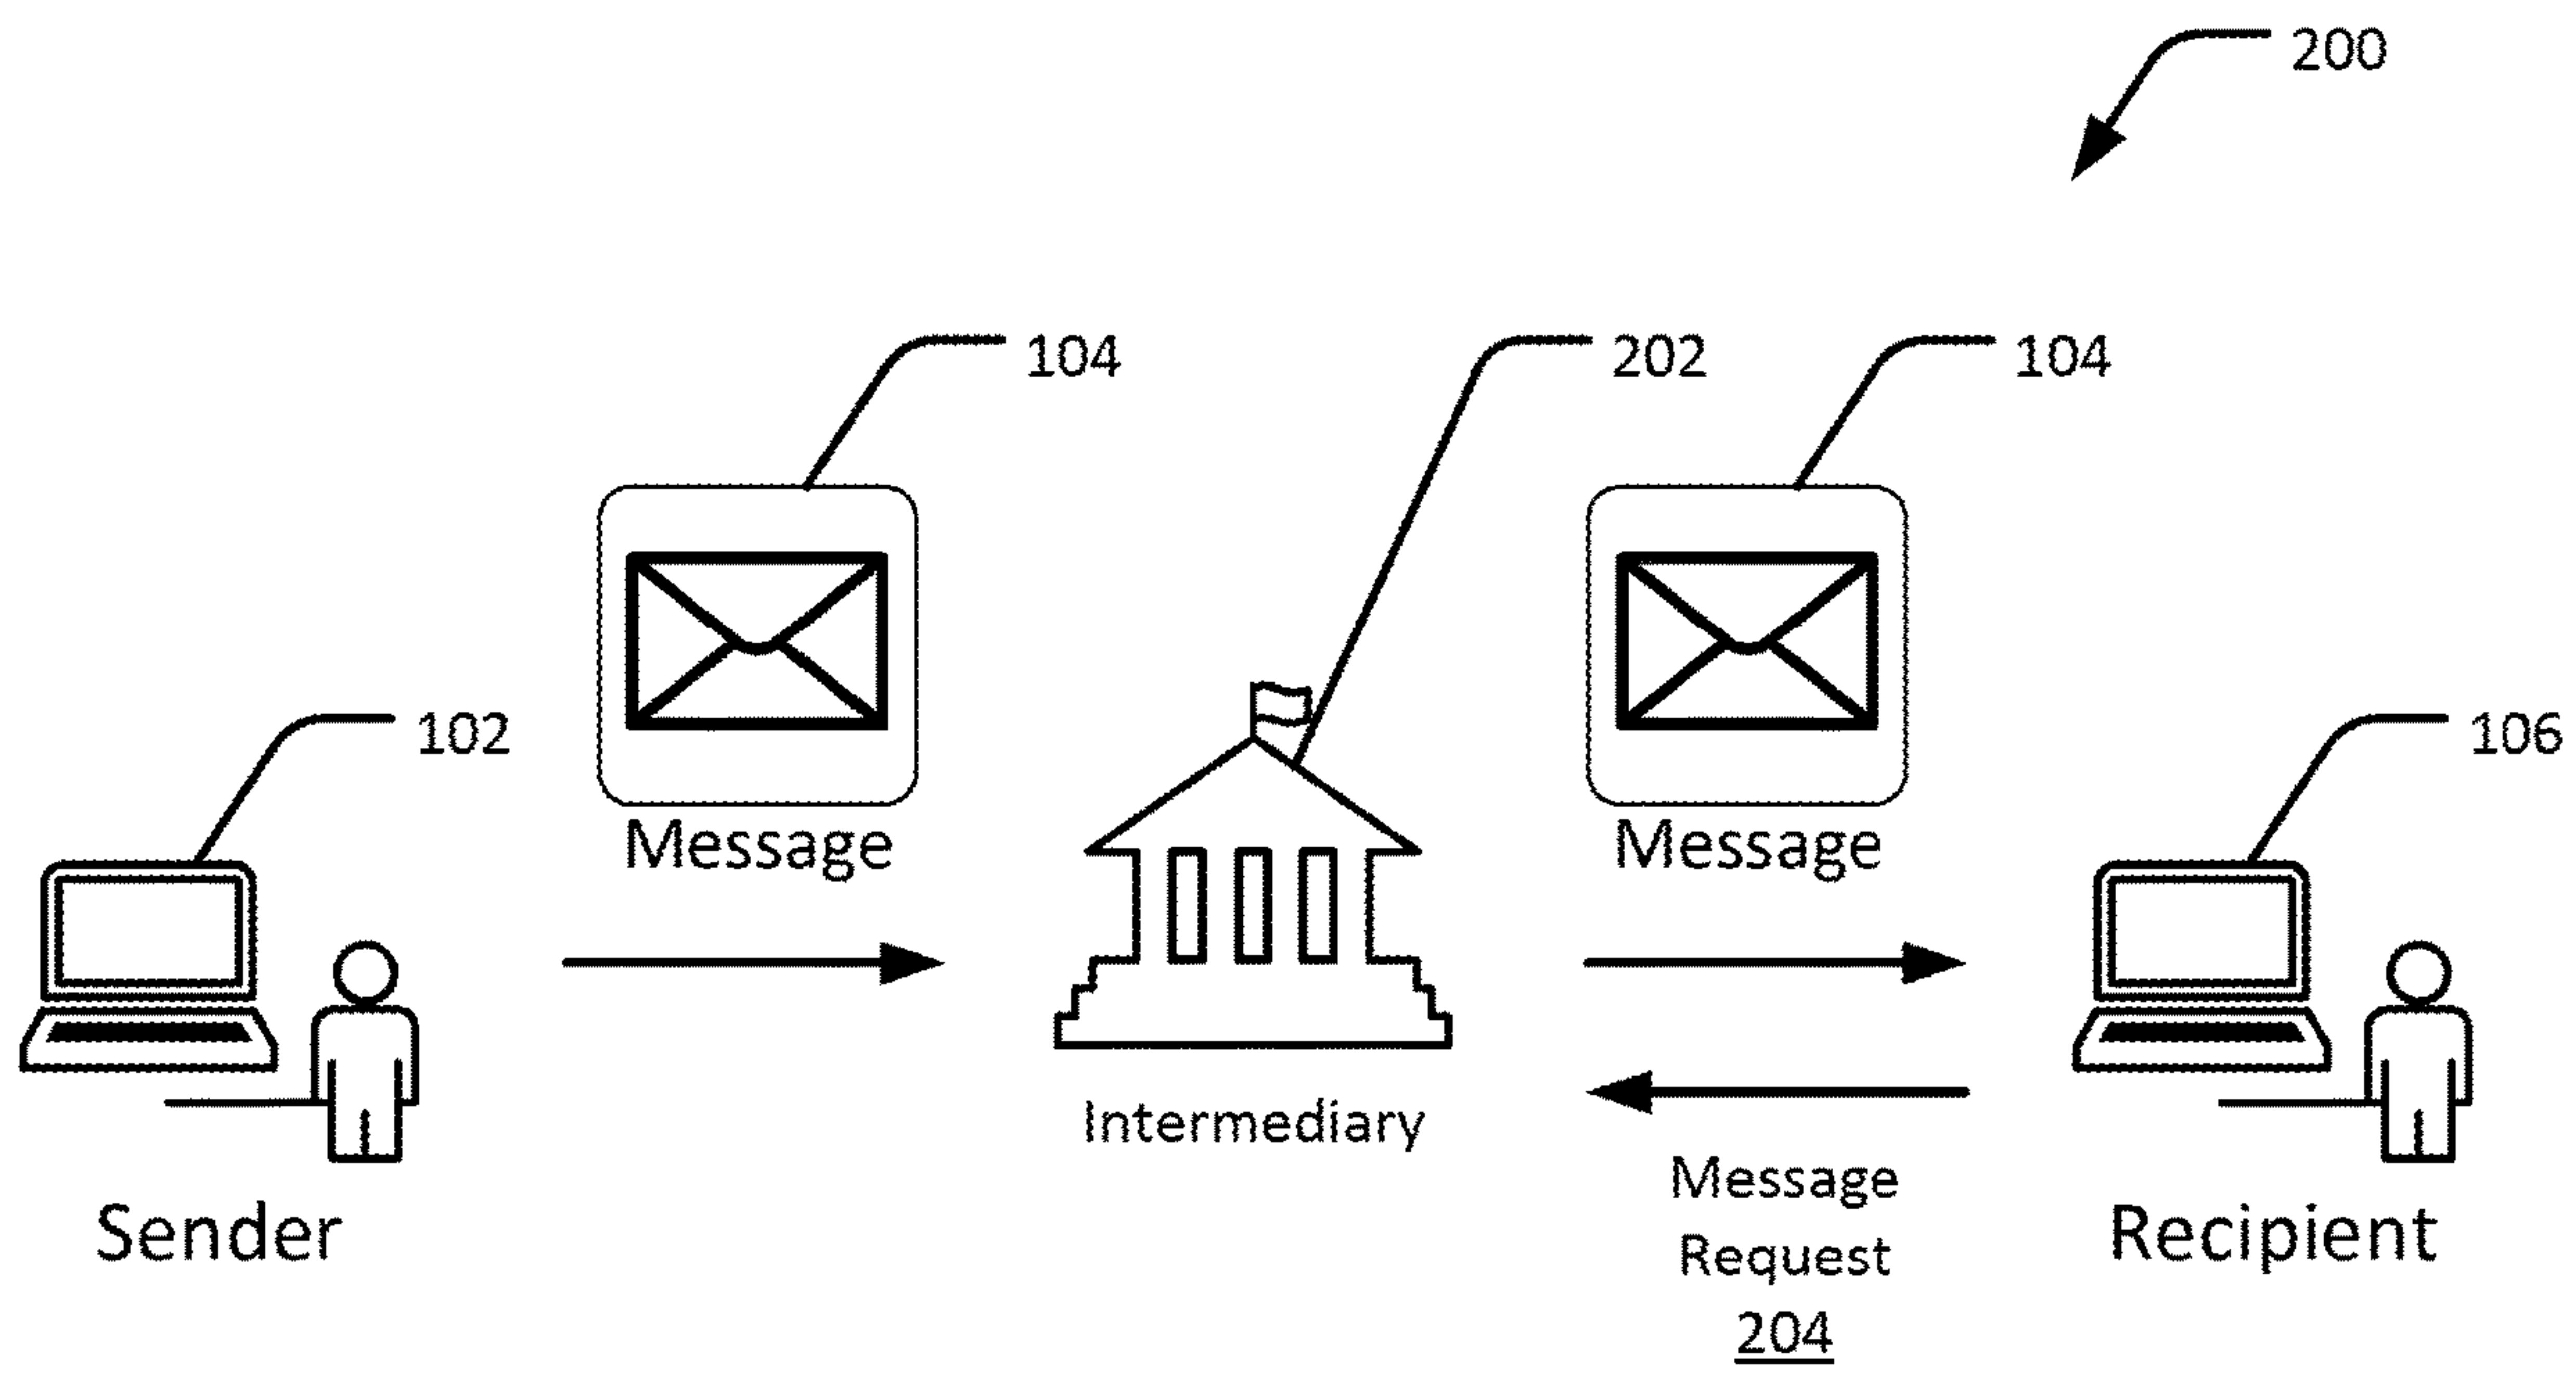 200
104
202
104
102
106
Message
Message
Intermediary
Message
Request
204
Sender
Recipient